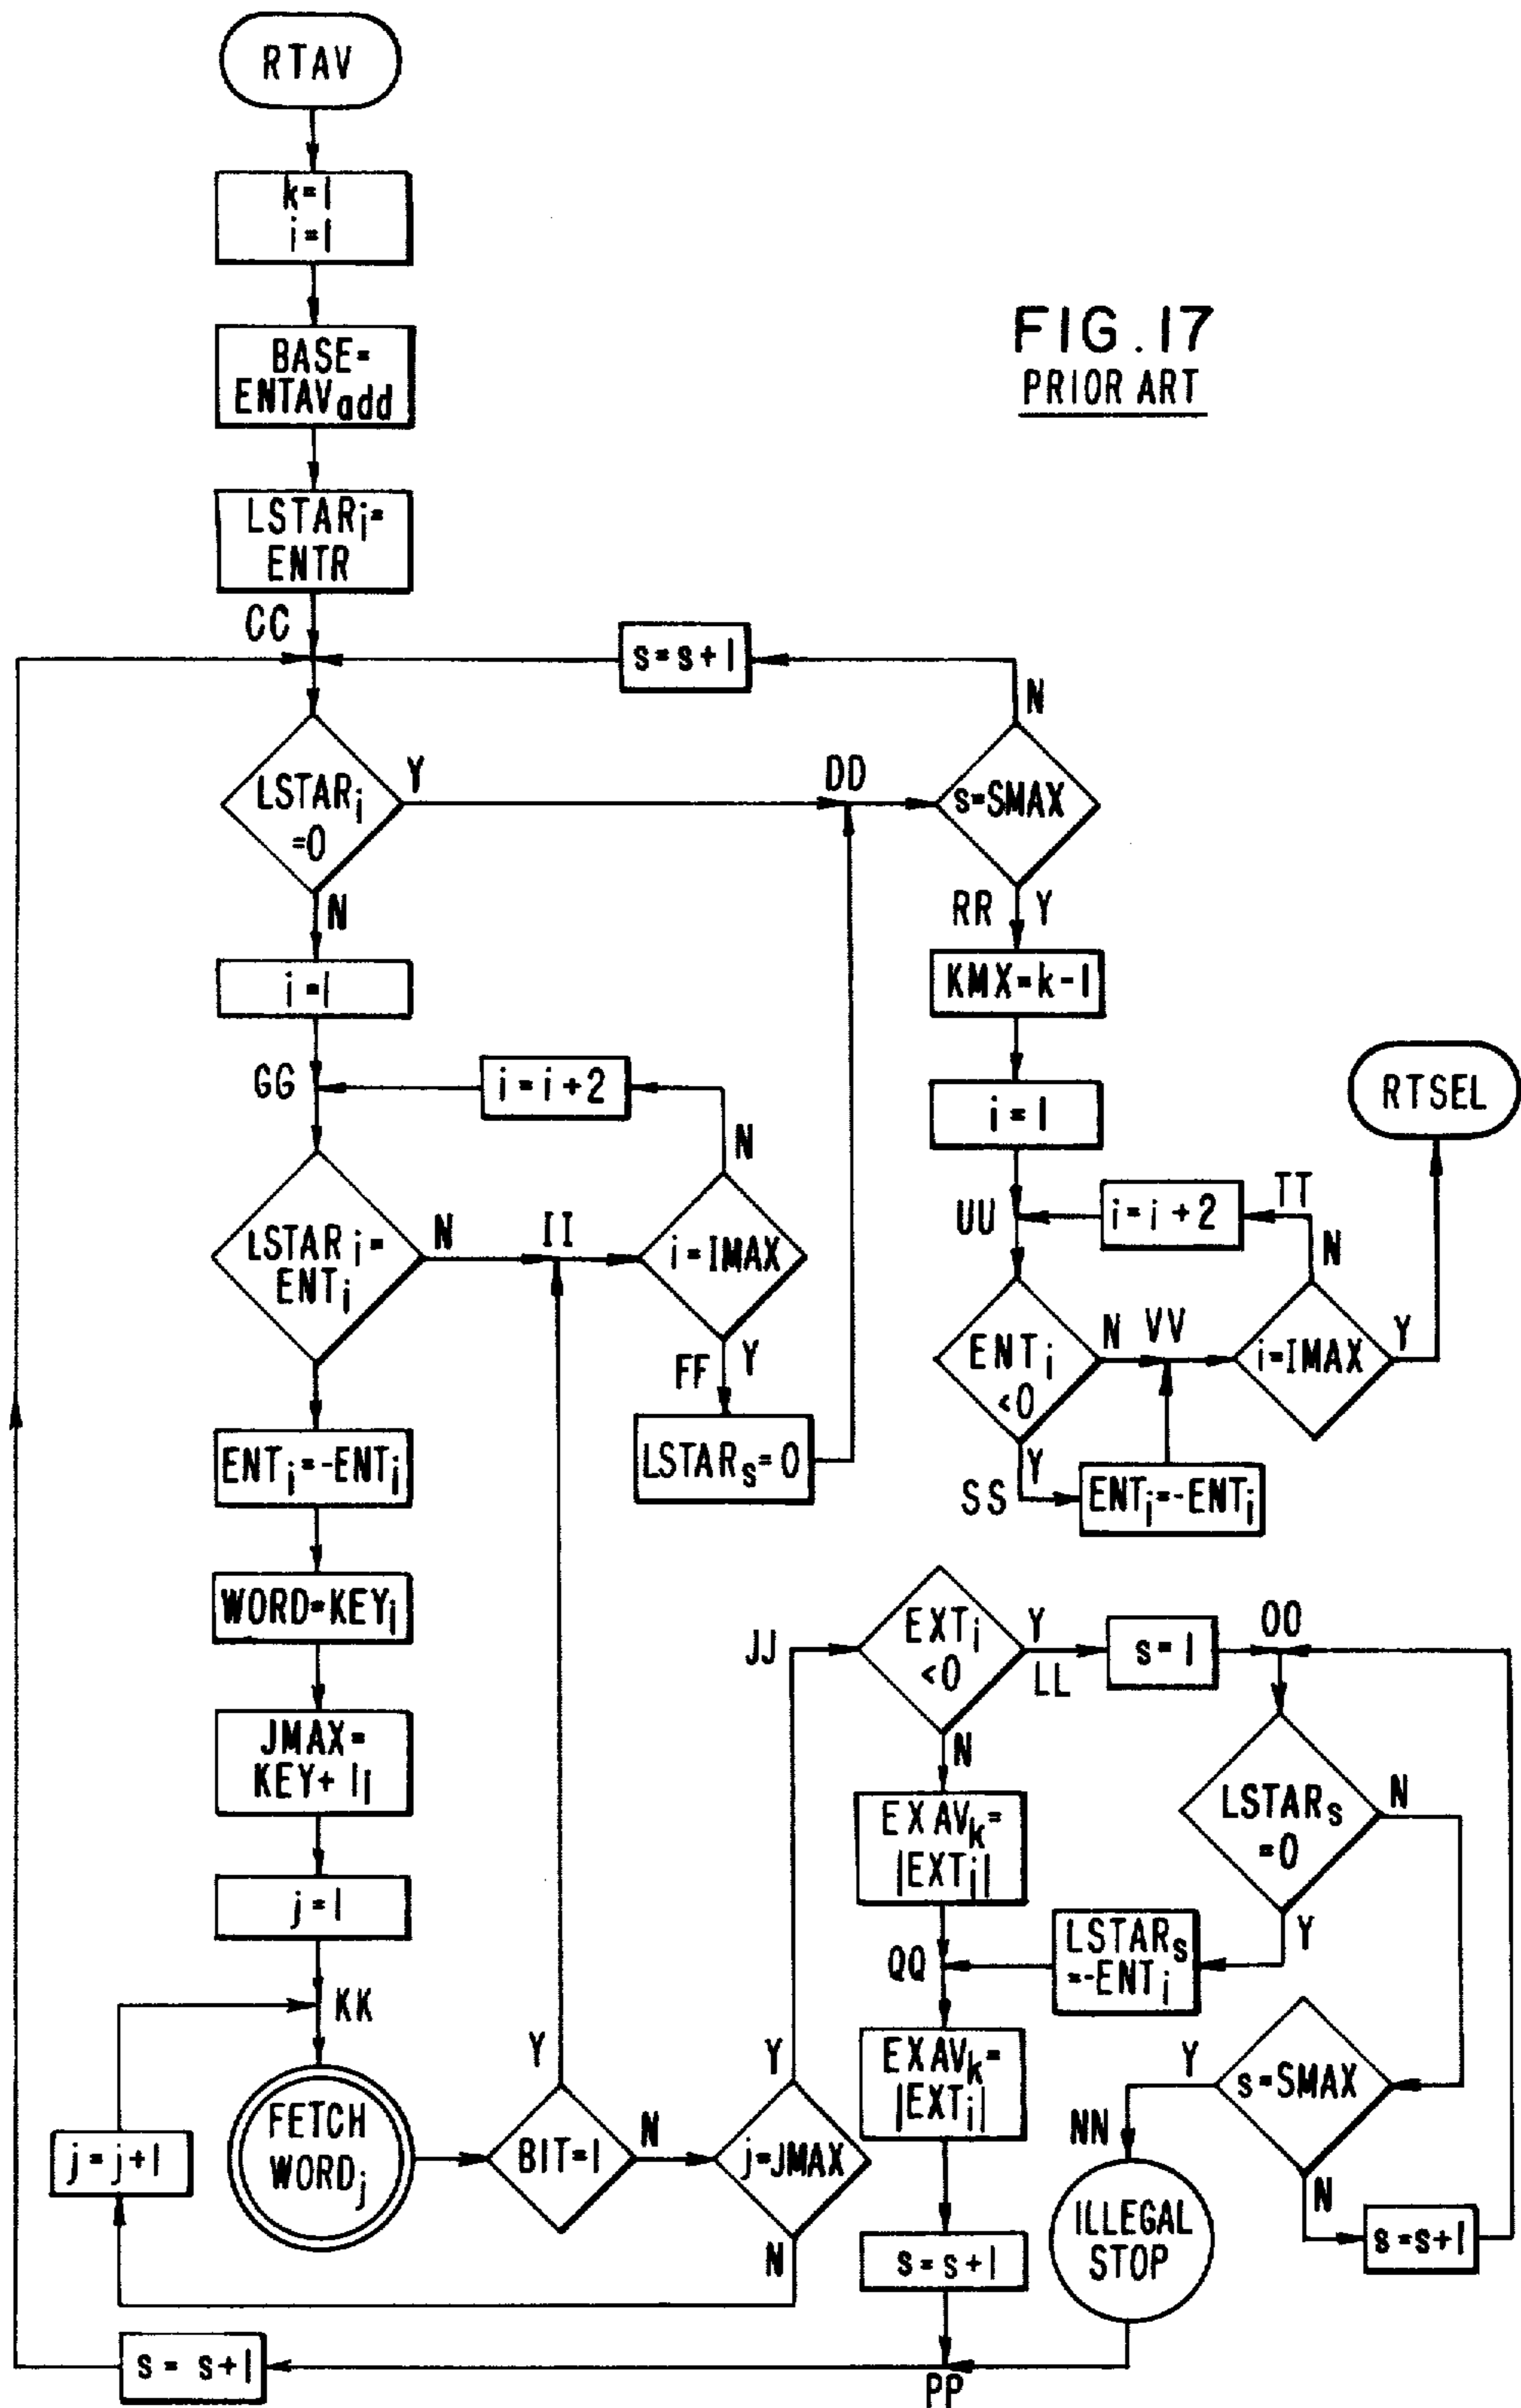 RTAV
k=1
i=1
BASE=
ENTAVadd
FIG.17
PRIOR ART
LSTARi=
ENTR
CC
s=s+1
N
LSTARi
=0
Y
DD
s=SMAX
N
RR
Y
i=1
KMX=k-1
GG
i=i+2
N
i=1
RTSEL
LSTARi=
ENTi
N
II
i=IMAX
UU
i=i+2
TT
N
FF
Y
ENTi
<0
N
VV
i=IMAX
Y
ENTi=-ENTi
LSTARs=0
SS
Y
ENTi=-ENTi
WORD=KEYi
JJ
EXTi
<0
Y
LL
s=1
OO
JMAX=
KEY+1i
N
LSTARs
=0
N
EXAVk=
|EXTi|
j=1
QQ
LSTARs
=-ENTi
Y
KK
Y
Y
EXAVk=
|EXTi|
Y
s=SMAX
j=j+1
FETCH
WORDj
BIT=1
N
j=JMAX
NN
N
N
ILLEGAL
STOP
s=s+1
s=s+1
s=s+1
PP